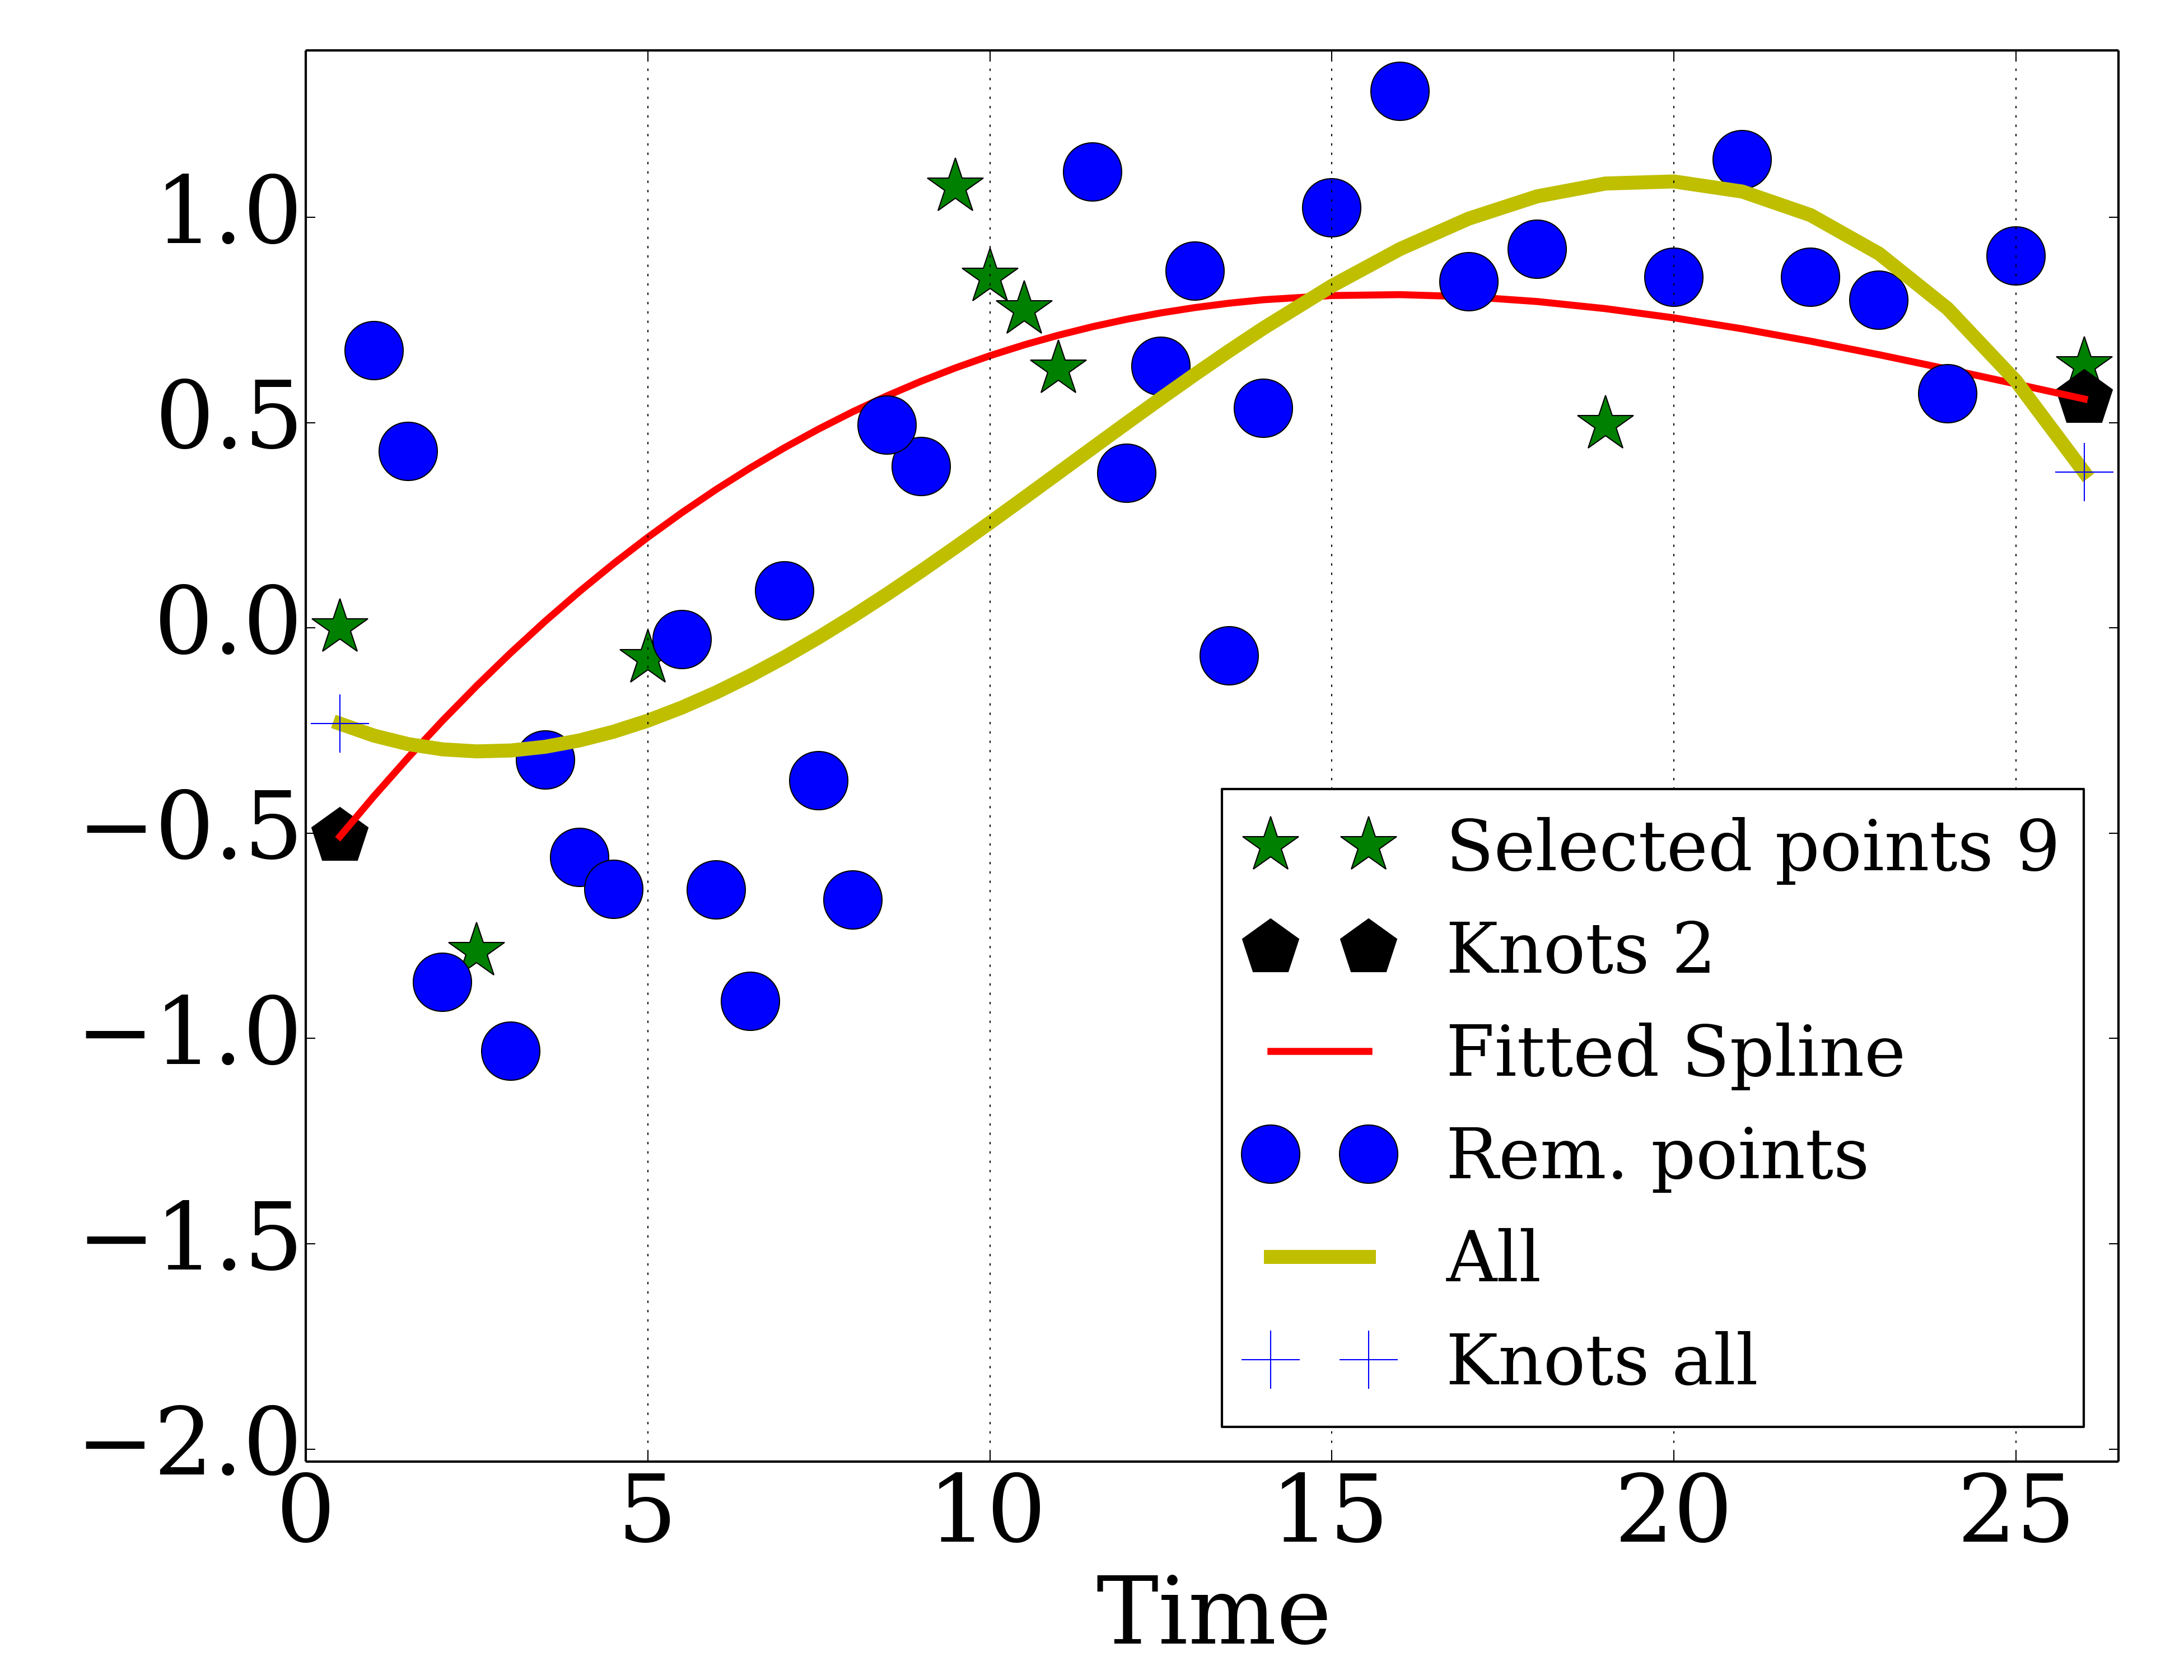 1.0
0.5
0.0
−0.5
−1.0
−1.5
−2.0
0 5 10 15 20 25
Time
Selected points 9
Knots 2
Fitted Spline
Rem. points
All
Knots all